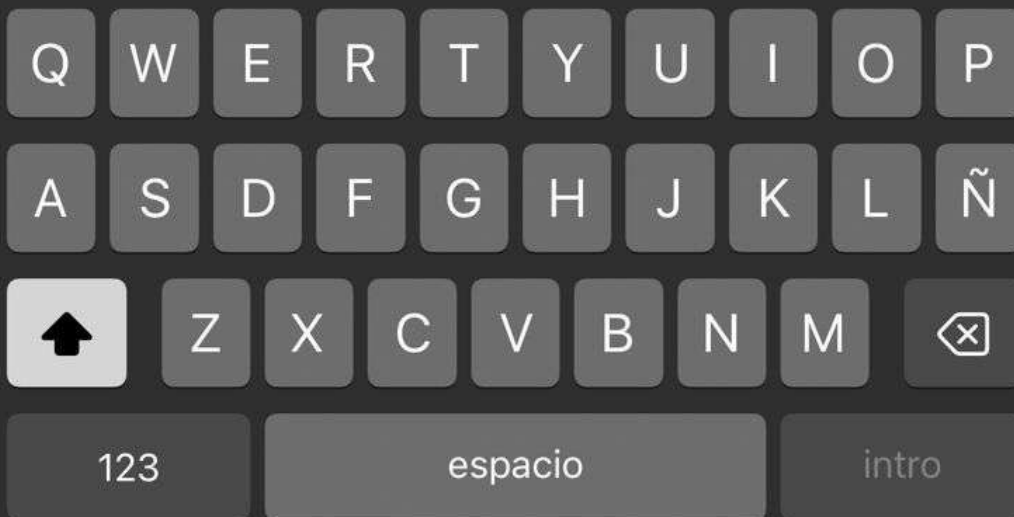 Q W E R T Y U I O P
A S D F G H J K L Ñ
Z X C V B N M
123 espacio intro